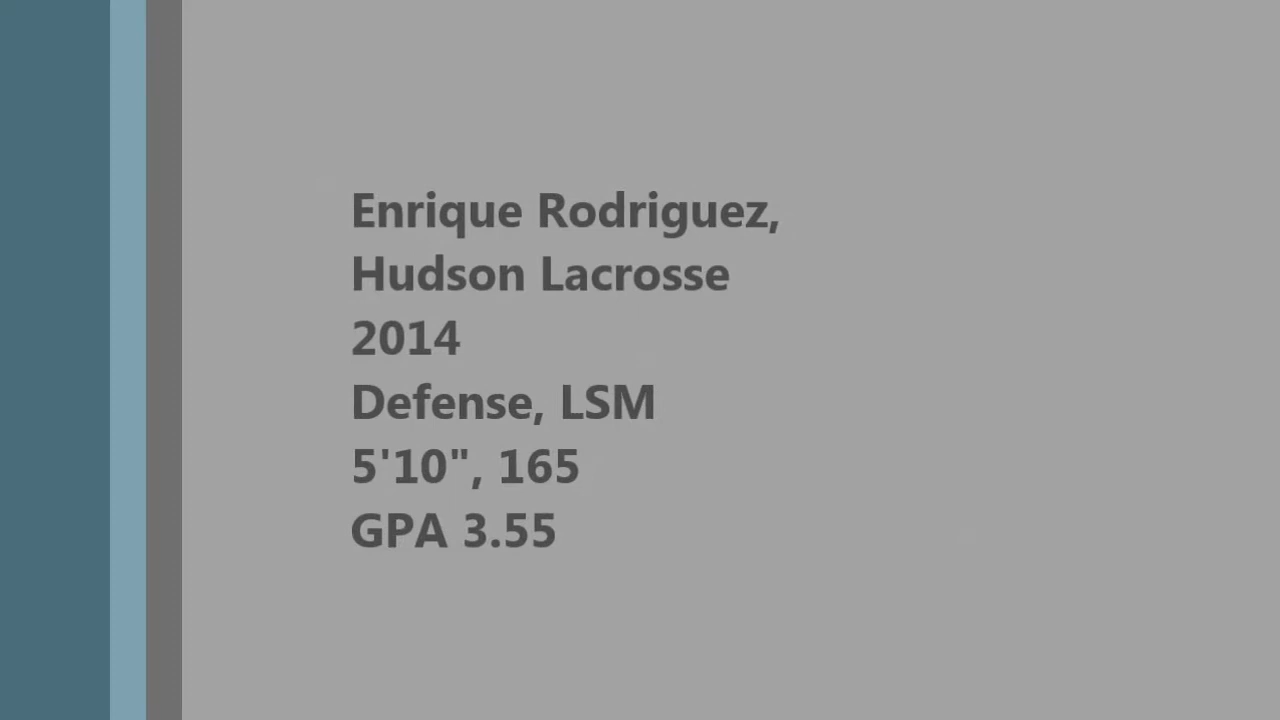 Enrique Rodriguez,
Hudson Lacrosse
2014
Defense, LSM
5'10", 165
GPA 3.55